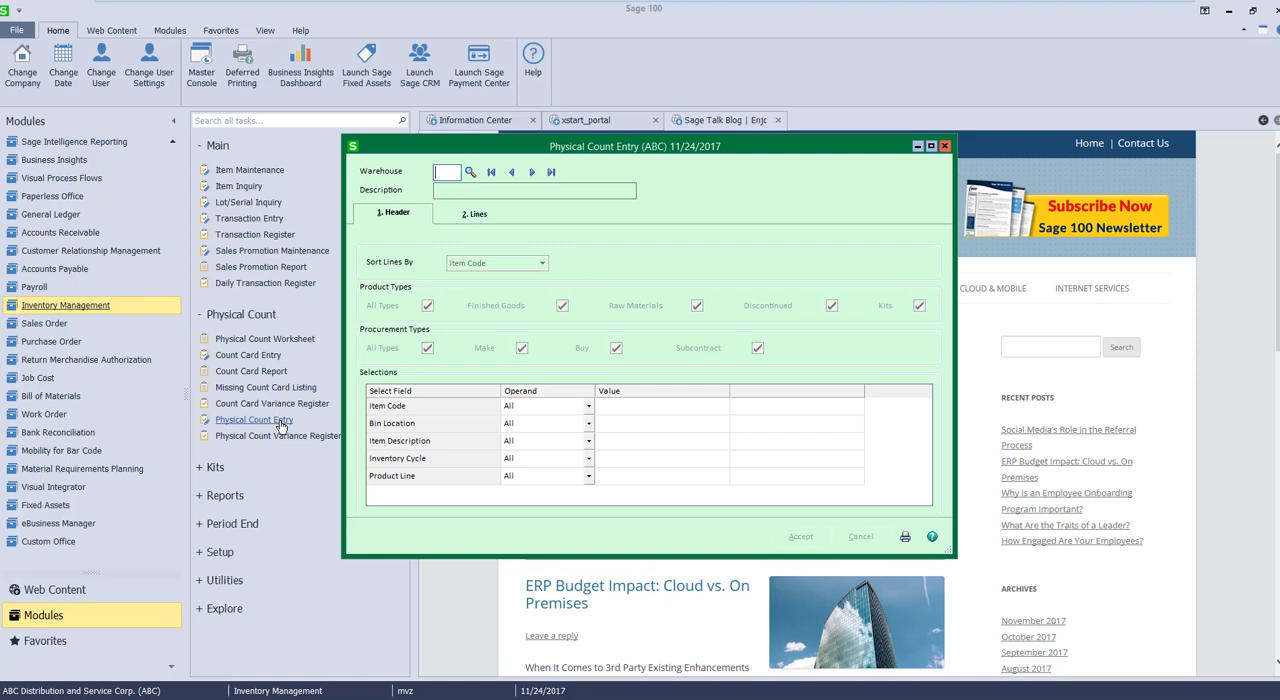 S
Sage 100
File
Home
Web Content
Modules
Favorites
View
Help
Change Company
Change Date
Change User
Change User Settings
Master Console
Deferred Printing
Business Insights Dashboard
Launch Sage Fixed Assets
Launch Sage CRM
Launch Sage Payment Center
Help
Modules
Sage Intelligence Reporting
Business Insights
Visual Process Flows
Paperless Office
General Ledger
Accounts Receivable
Customer Relationship Management
Accounts Payable
Payroll
Inventory Management
Sales Order
Purchase Order
Return Merchandise Authorization
Job Cost
Bill of Materials
Work Order
Bank Reconciliation
Mobility for Bar Code
Material Requirements Planning
Visual Integrator
Fixed Assets
eBusiness Manager
Custom Office
Web Content
Modules
Favorites
Search all tasks...
- Main
Item Maintenance
Item Inquiry
Lot/Serial Inquiry
Transaction Entry
Transaction Register
Sales Promotion Maintenance
Sales Promotion Report
Daily Transaction Register
- Physical Count
Physical Count Worksheet
Count Card Entry
Count Card Report
Missing Count Card Listing
Count Card Variance Register
Physical Count Entry
Physical Count Variance Register
+ Kits
+ Reports
+ Period End
+ Setup
+ Utilities
+ Explore
Information Center
xstart_portal
Sage Talk Blog | Enjc
S
Physical Count Entry (ABC) 11/24/2017
Warehouse
Description
1. Header
2. Lines
Sort Lines By
Item Code
Product Types
All Types
Finished Goods
Raw Materials
Discontinued
Kits
Procurement Types
All Types
Make
Buy
Subcontract
Selections
Select Field Operand Value
Item Code All
Bin Location All
Item Description All
Inventory Cycle All
Product Line All
Accept
Cancel
Home | Contact Us
Subscribe Now
Sage 100 Newsletter
CLOUD & MOBILE
INTERNET SERVICES
Search
RECENT POSTS
Social Media's Role in the Referral
Process
ERP Budget Impact: Cloud vs. On
Premises
Why Is an Employee Onboarding
Program Important?
What Are the Traits of a Leader?
How Engaged Are Your Employees?
ARCHIVES
November 2017
October 2017
September 2017
August 2017
ERP Budget Impact: Cloud vs. On
Premises
Leave a reply
When It Comes to 3rd Party Existing Enhancements
ABC Distribution and Service Corp. (ABC)
Inventory Management
mvz
11/24/2017